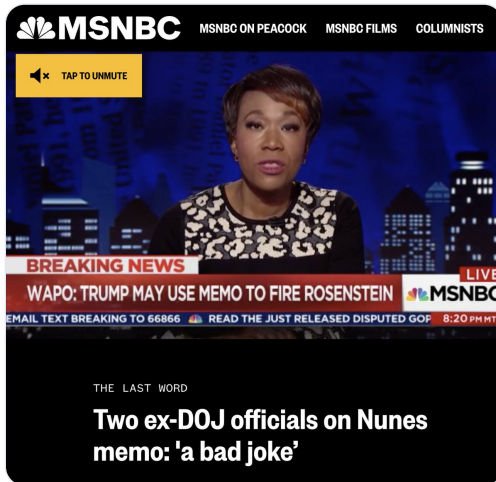 MSNBC
MSNBC ON PEACOCK MSNBC FILMS COLUMNISTS
TAP TO UNMUTE
BREAKING NEWS
LIVE
WAPO: TRUMP MAY USE MEMO TO FIRE ROSENSTEIN
MSNBC
EMAIL TEXT BREAKING TO 66866 READ THE JUST RELEASED DISPUTED GOP 8:20 PM MT
THE LAST WORD
Two ex-DOJ officials on Nunes
memo: 'a bad joke’